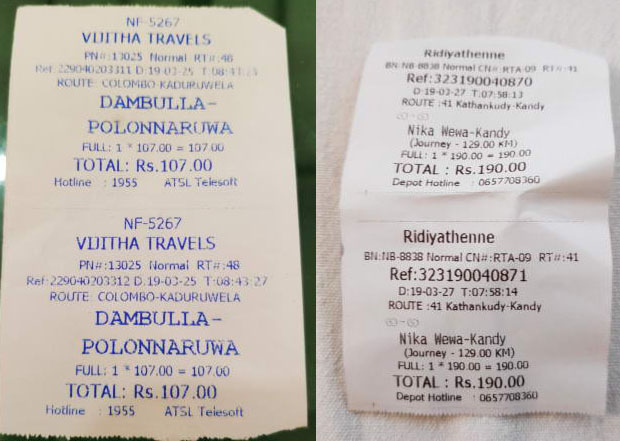 NF-5267
VIJITHA TRAVELS
PN#:13025 Normal RT#:48
Ref:229040203311 D:19-03-25 T:08:43:23
ROUTE: COLOMBO-KADURUWELA
DAMBULLA-
POLONNARUWA
FULL: 1 * 107.00 = 107.00
TOTAL: Rs.107.00
Hotline : 1955 ATSL Telesoft
NF-5267
VIJITHA TRAVELS
PN#:13025 Normal RT#:48
Ref:229040203312 D:19-03-25 T:08:43:27
ROUTE: COLOMBO-KADURUWELA
DAMBULLA-
POLONNARUWA
FULL: 1 * 107.00 = 107.00
TOTAL: Rs.107.00
Hotline : 1955 ATSL Telesoft
Ridiyathenne
BN:NB-8838 Normal CN#:RTA-09 RT#:41
Ref:323190040870
D:19-03-27 T:07:58:13
ROUTE :41 Kathankudy-Kandy
Nika Wewa-Kandy
(Journey - 129.00 KM)
FULL: 1 * 190.00 = 190.00
TOTAL : Rs.190.00
Depot Hotline : 0657708360
Ridiyathenne
BN:NB-8838 Normal CN#:RTA-09 RT#:41
Ref:323190040871
D:19-03-27 T:07:58:14
ROUTE :41 Kathankudy-Kandy
Nika Wewa-Kandy
(Journey - 129.00 KM)
FULL: 1 * 190.00 = 190.00
TOTAL : Rs.190.00
Depot Hotline : 0657708360